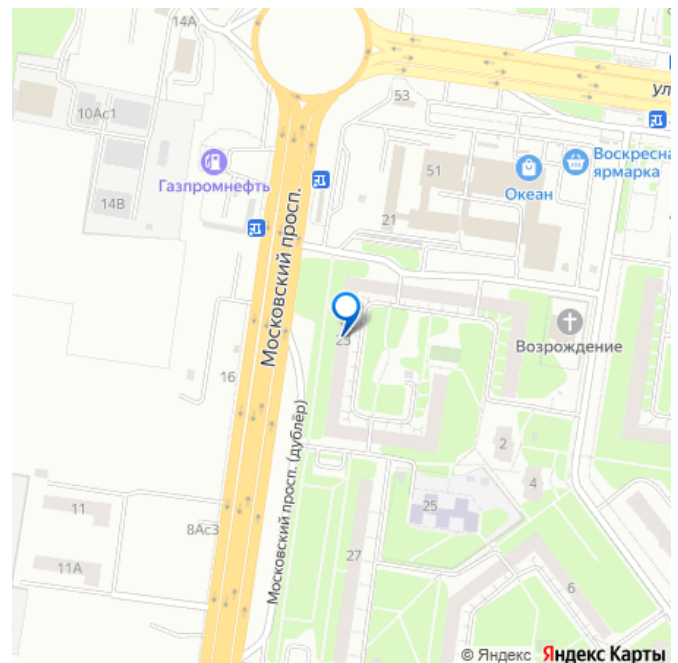 14А
53
ул
10Ас1
Воскресна
ярмарка
51
Газпромнефть
Океан
14В
21
Московский просп.
23
Возрождение
16
2
Московский просп. (дублёр)
4
11
25
8Ас3
27
11А
6
© Яндекс Яндекс Карты